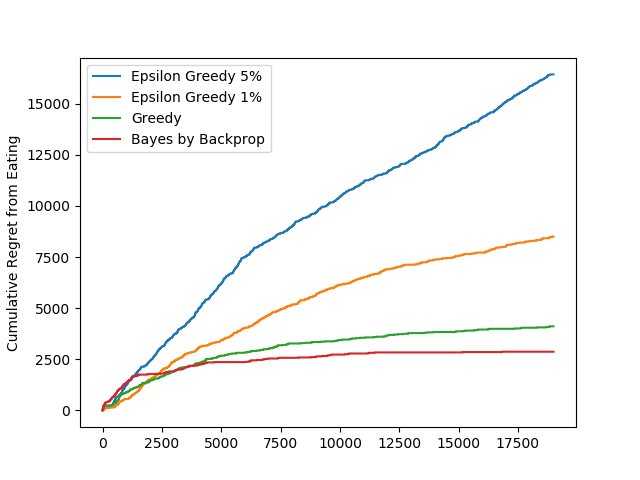 Epsilon Greedy 5%
Epsilon Greedy 1%
Greedy
Bayes by Backprop
Cumulative Regret from Eating
15000
12500
10000
7500
5000
2500
0
0 2500 5000 7500 10000 12500 15000 17500